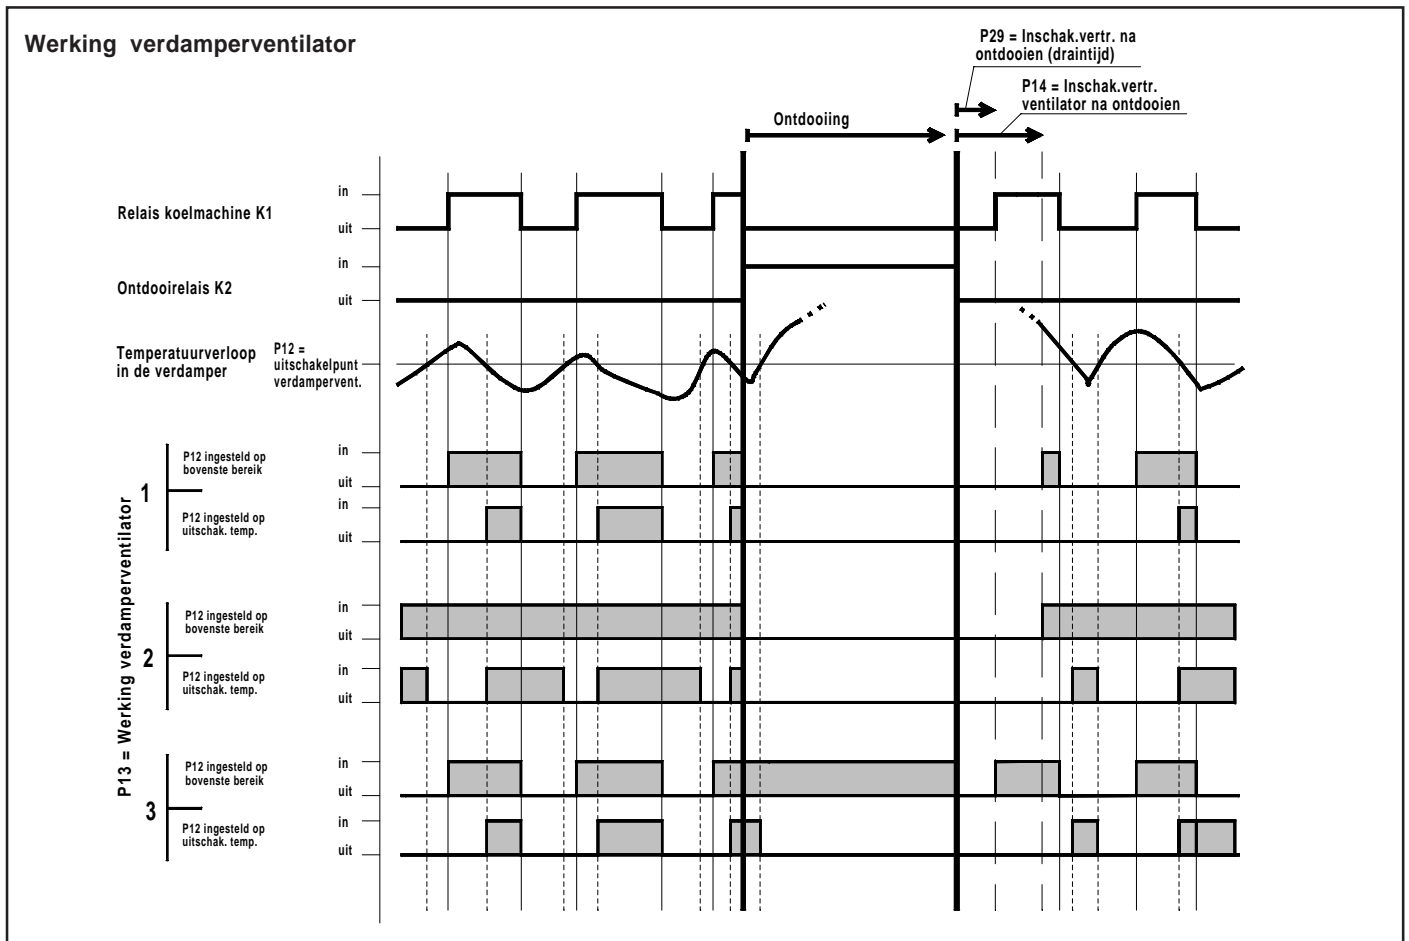 Werking verdamperventilator
P29 = Inschak.vertr. na
ontdooien (draintijd)
P14 = Inschak.vertr.
ventilator na ontdooien
Ontdooiing
Relais koelmachine K1
in
uit
Ontdooirelais K2
in
uit
Temperatuurverloop
in de verdamper
P12 =
uitschakelpunt
verdampervent.
P13 = Werking verdamperventilator
1
P12 ingesteld op
bovenste bereik
in
uit
P12 ingesteld op
uitschak. temp.
in
uit
2
P12 ingesteld op
bovenste bereik
in
uit
P12 ingesteld op
uitschak. temp.
in
uit
3
P12 ingesteld op
bovenste bereik
in
uit
P12 ingesteld op
uitschak. temp.
in
uit